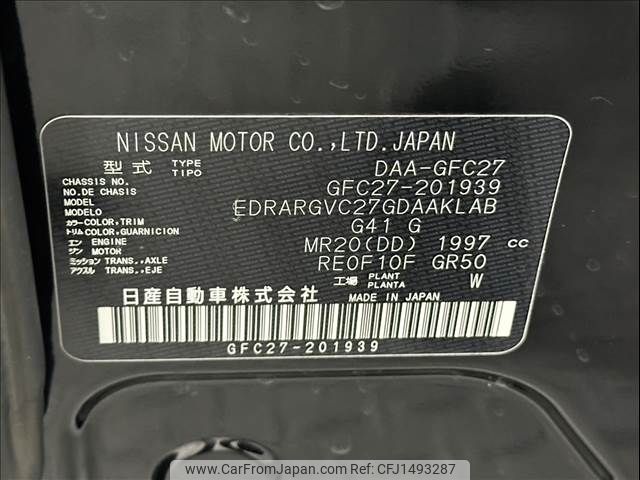 NISSAN MOTOR CO.,LTD.JAPAN
型式 TYPE TIPO DAA-GFC27
CHASSIS NO. NO.DE CHASIS GFC27-201939
MODEL MODELO EDRARGVC27GDAAKLAB
カラー COLOR,TRIM トリム COLOR,GUARNICION G41 G
エンジン ENGINE MOTOR MR20(DD) 1997 cc
ミッション TRANS.,AXLE アクスル TRANS.,EJE RE0F10F GR50
工場 PLANT PLANTA W
日産自動車株式会社 MADE IN JAPAN
GFC27-201939
www.CarFromJapan.com - CFJ1493287